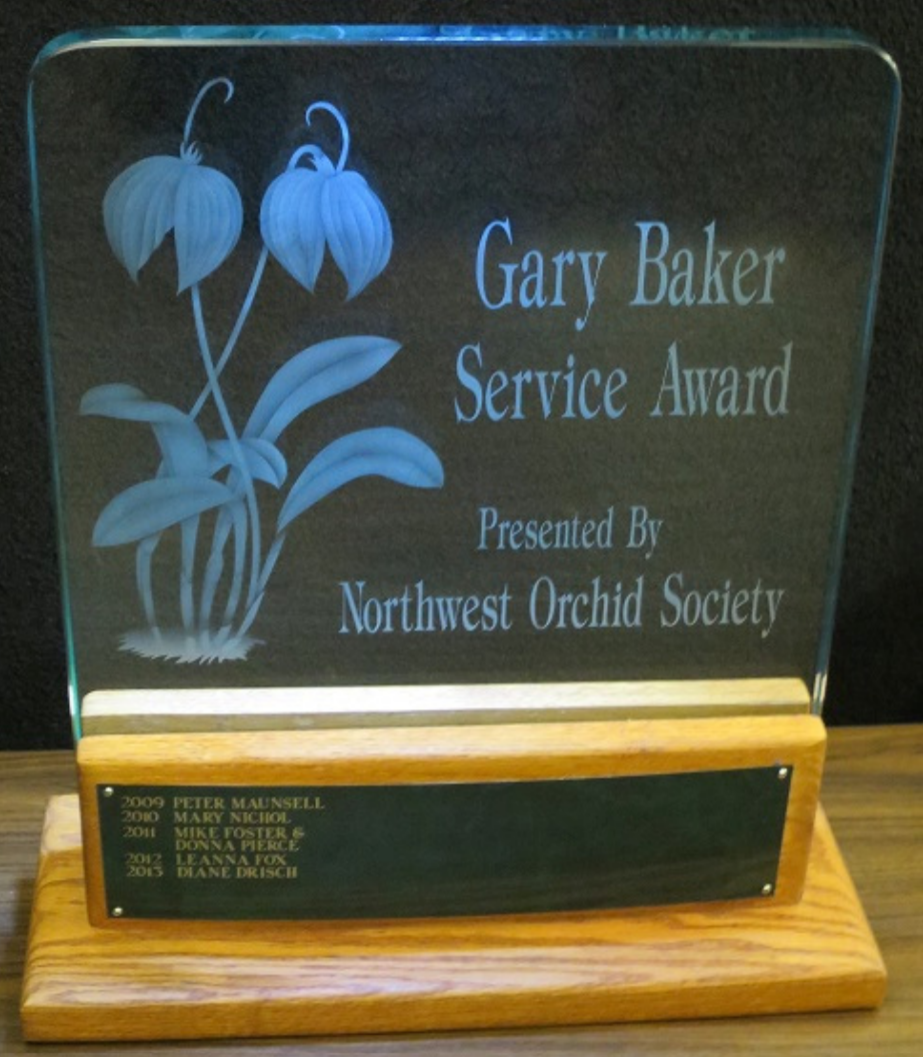 Gary Baker
Service Award
Presented By
Northwest Orchid Society
2009 PETER MAUNSELL
2010 MARY NICHOL
2011 MIKE FOSTER &
DONNA PIERCE
2012 LEANNA FOX
2013 DIANE DRISCH